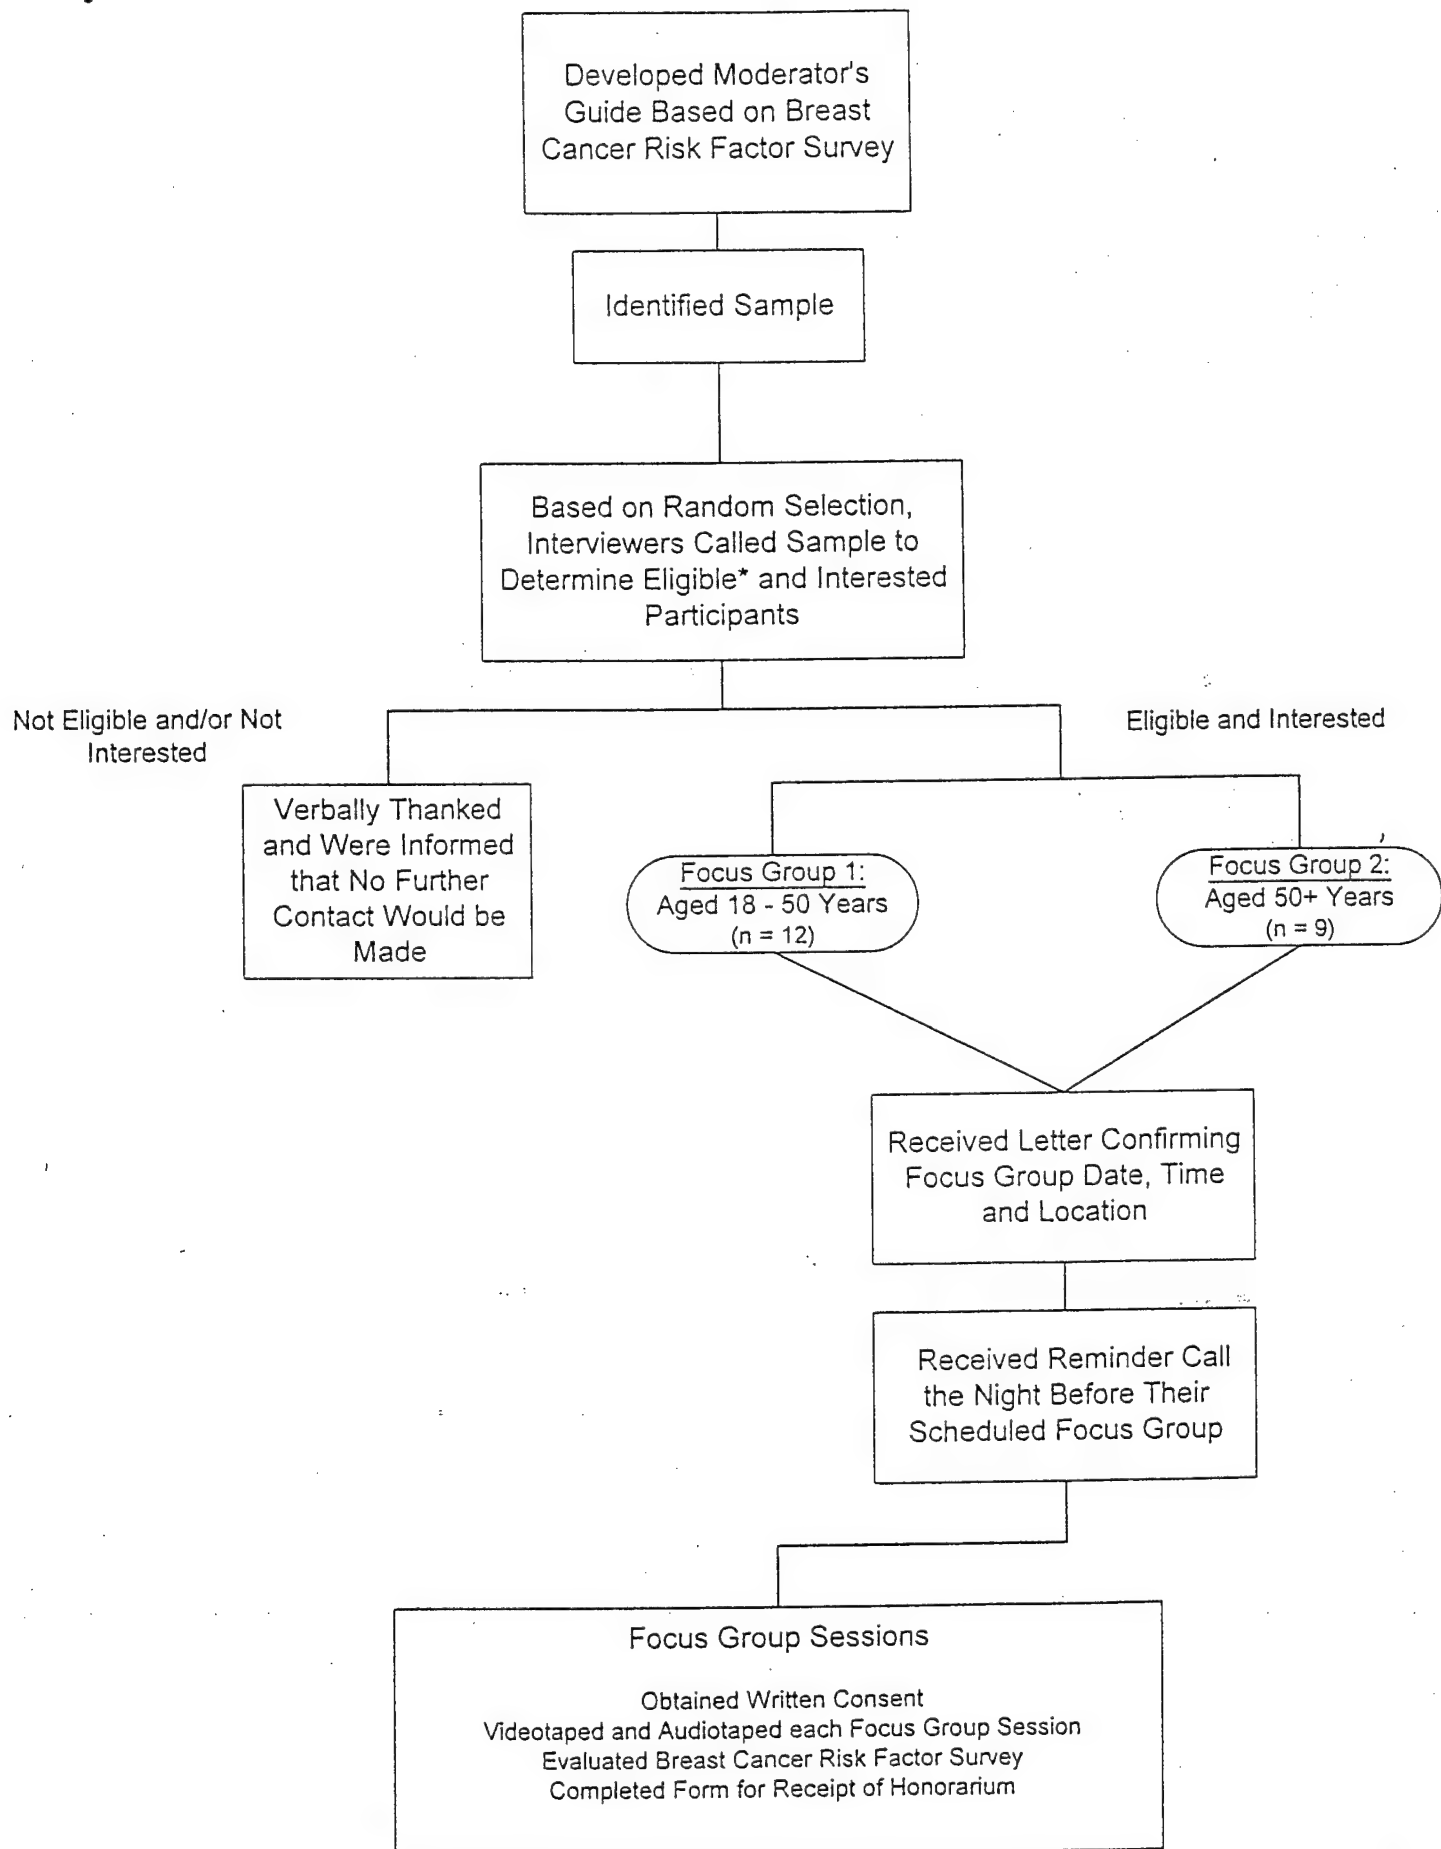 Developed Moderator's
Guide Based on Breast
Cancer Risk Factor Survey
Identified Sample
Based on Random Selection,
Interviewers Called Sample to
Determine Eligible* and Interested
Participants
Not Eligible and/or Not
Interested
Eligible and Interested
Verbally Thanked
and Were Informed
that No Further
Contact Would be
Made
Focus Group 1:
Aged 18 - 50 Years
(n = 12)
Focus Group 2:
Aged 50+ Years
(n = 9)
Received Letter Confirming
Focus Group Date, Time
and Location
Received Reminder Call
the Night Before Their
Scheduled Focus Group
Focus Group Sessions
Obtained Written Consent
Videotaped and Audiotaped each Focus Group Session
Evaluated Breast Cancer Risk Factor Survey
Completed Form for Receipt of Honorarium